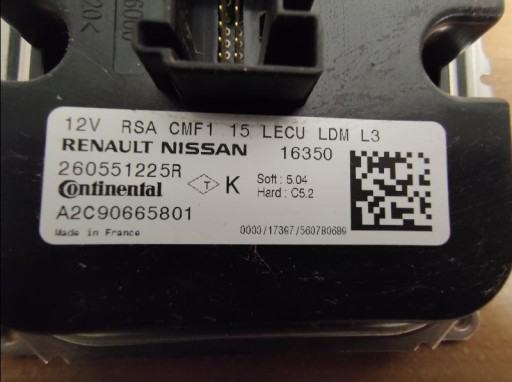 12V RSA CMF1 15 LECU LDM L3
RENAULT NISSAN 16350
260551225R
Continental T K Soft : 5.04
Hard : C5.2
A2C90665801
Made in France 0000/17397/560780689